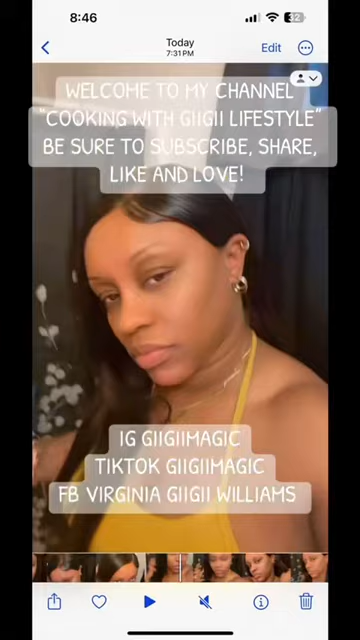 8:46
32
Today
7:31 PM
Edit
WELCOME TO MY CHANNEL
“COOKING WITH GIIGII LIFESTYLE”
BE SURE TO SUBSCRIBE, SHARE,
LIKE AND LOVE!
IG GIIGIIMAGIC
TIKTOK GIIGIIMAGIC
FB VIRGINIA GIIGII WILLIAMS